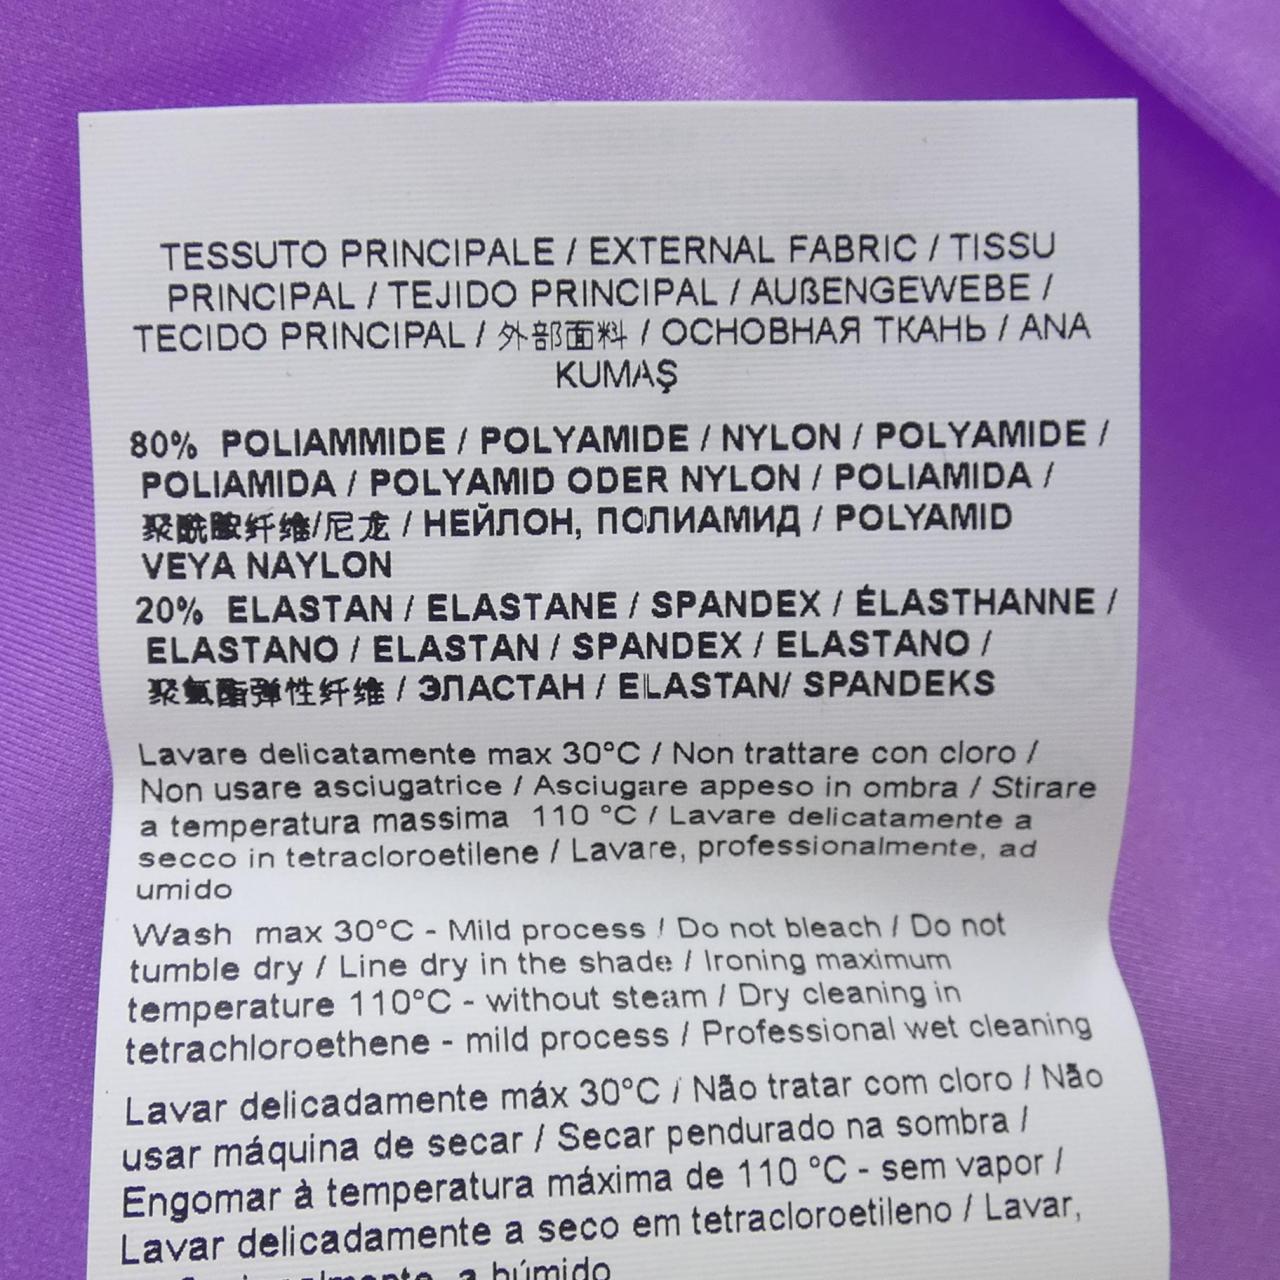 TESSUTO PRINCIPALE / EXTERNAL FABRIC / TISSU
PRINCIPAL / TEJIDO PRINCIPAL / AUßENGEWEBE /
TECIDO PRINCIPAL / 外部面料 / ОСНОВНАЯ ТКАНЬ / ANA
KUMAŞ
80% POLIAMMIDE / POLYAMIDE / NYLON / POLYAMIDE /
POLIAMIDA / POLYAMID ODER NYLON / POLIAMIDA /
聚酰胺纤维/尼龙 / НЕЙЛОН, ПОЛИАМИД / POLYAMID
VEYA NAYLON
20% ELASTAN / ELASTANE / SPANDEX / ÉLASTHANNE /
ELASTANO / ELASTAN / SPANDEX / ELASTANO /
聚氨酯弹性纤维 / ЭЛАСТАН / ELASTAN/ SPANDEKS
Lavare delicatamente max 30°C / Non trattare con cloro /
Non usare asciugatrice / Asciugare appeso in ombra / Stirare
a temperatura massima 110 °C / Lavare delicatamente a
secco in tetracloroetilene / Lavare, professionalmente, ad
umido
Wash max 30°C - Mild process / Do not bleach / Do not
tumble dry / Line dry in the shade / Ironing maximum
temperature 110°C - without steam / Dry cleaning in
tetrachloroethene - mild process / Professional wet cleaning
Lavar delicadamente máx 30°C / Não tratar com cloro / Não
usar máquina de secar / Secar pendurado na sombra /
Engomar à temperatura máxima de 110 °C - sem vapor /
Lavar delicadamente a seco em tetracloroetileno / Lavar,
a húmido